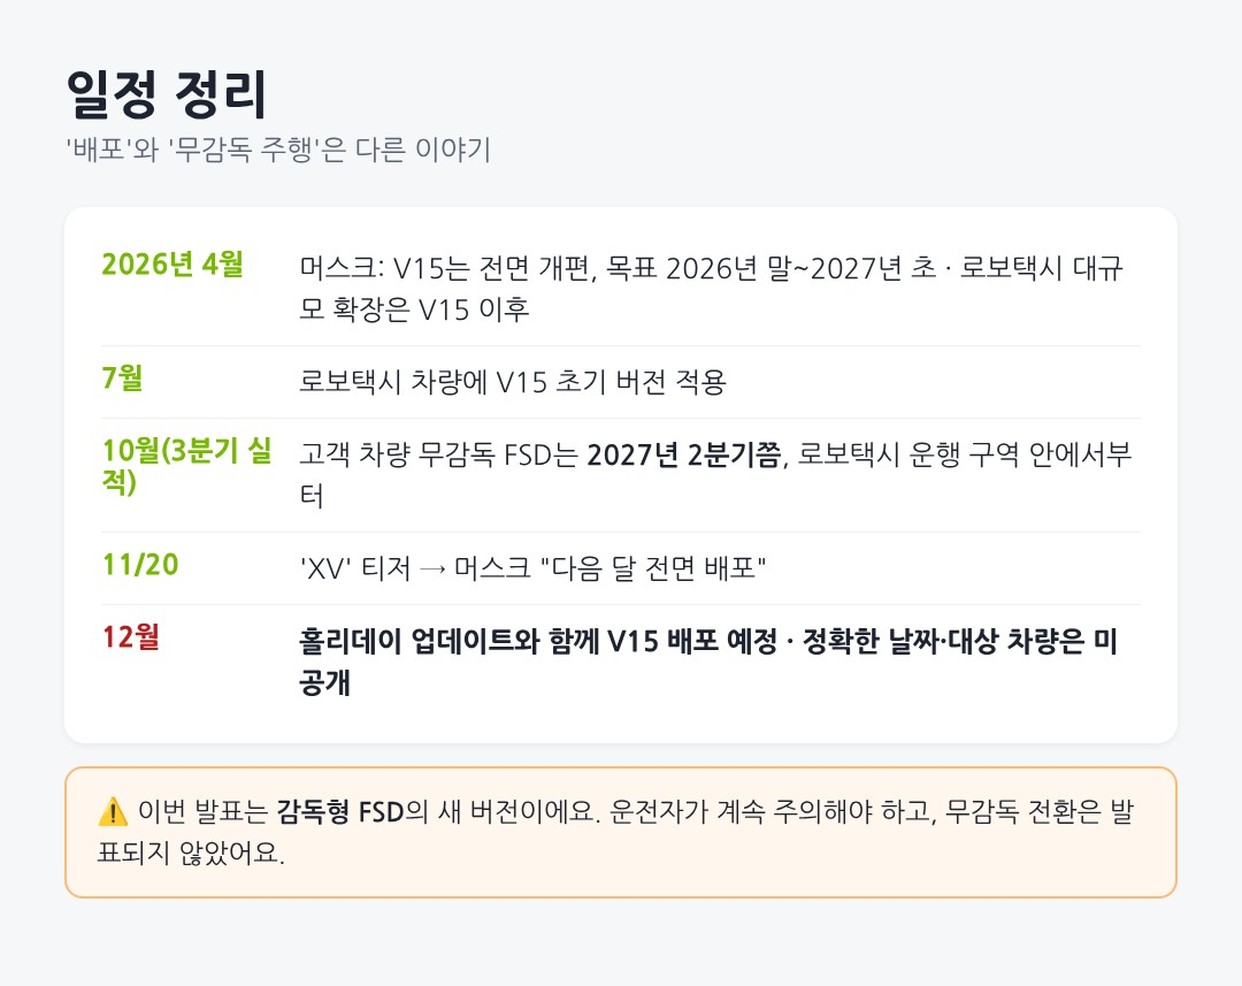 일정 정리
'배포'와 '무감독 주행'은 다른 이야기
2026년 4월
머스크: V15는 전면 개편, 목표 2026년 말~2027년 초 · 로보택시 대규
모 확장은 V15 이후
7월
로보택시 차량에 V15 초기 버전 적용
10월(3분기 실
적)
고객 차량 무감독 FSD는 2027년 2분기쯤, 로보택시 운행 구역 안에서부
터
11/20
'XV' 티저 → 머스크 "다음 달 전면 배포"
12월
홀리데이 업데이트와 함께 V15 배포 예정 · 정확한 날짜·대상 차량은 미
공개
⚠️ 이번 발표는 감독형 FSD의 새 버전이에요. 운전자가 계속 주의해야 하고, 무감독 전환은 발
표되지 않았어요.